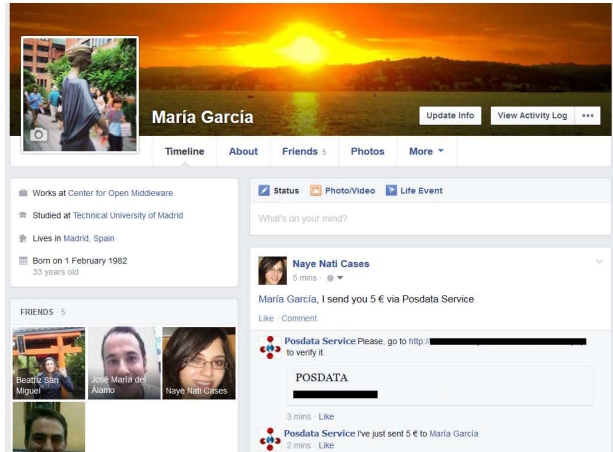 María García
Update Info
View Activity Log
Timeline
About
Friends 5
Photos
More
Works at Center for Open Middleware
Studied at Technical University of Madrid
Lives in Madrid, Spain
Born on 1 February 1982
33 years old
FRIENDS · 5
Beatriz San
Miguel
José María del
Álamo
Naye Nati Cases
Status
Photo/Video
Life Event
What's on your mind?
Naye Nati Cases
5 mins ·
María García, I send you 5 € via Posdata Service
Like · Comment
Posdata Service Please, go to http://
to verify it.
POSDATA
3 mins · Like
Posdata Service I've just sent 5 € to María García
2 mins · Like